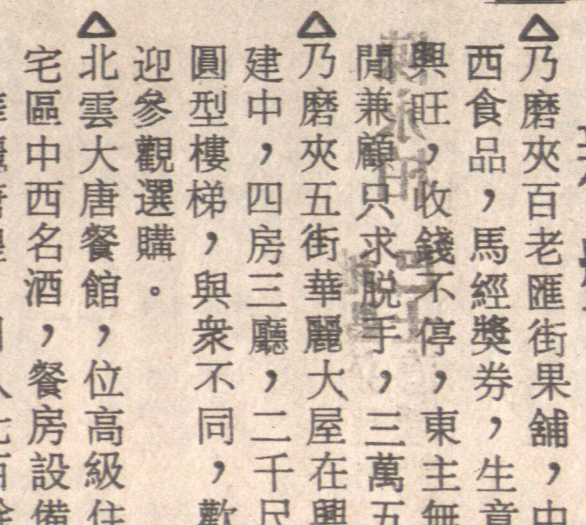 △乃磨夾百老匯街果舖，中
西食品，馬經獎券，生意
興旺，收錢不停，東主無
閒兼顧只求脱手，三萬五
△乃磨夾五街華麗大屋在興
建中，四房三廳，二千尺
圓型樓梯，與衆不同，歡
迎參觀選購。
△北雲大唐餐館，位高級住
宅區中西名酒，餐房設備